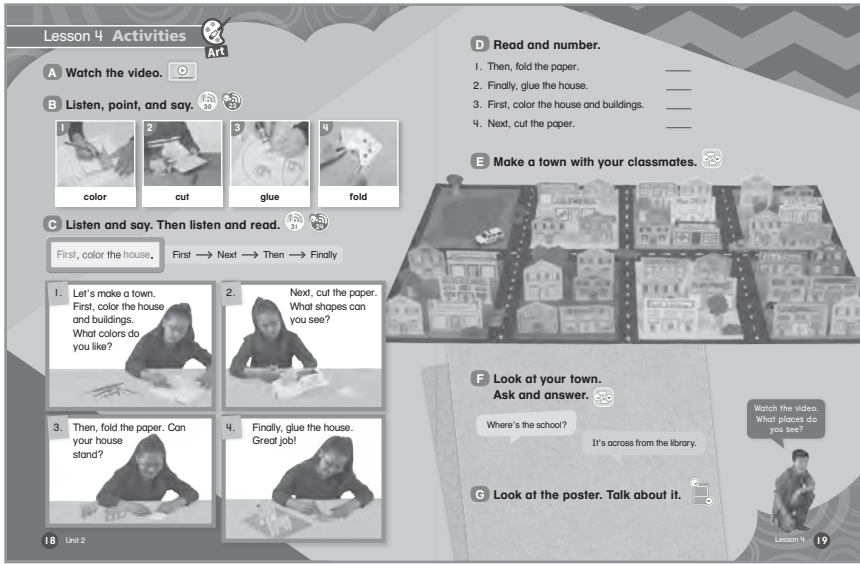 Lesson 4 Activities
Art
A Watch the video.
B Listen, point, and say. 30 23
1
color
2
cut
3
glue
4
fold
C Listen and say. Then listen and read. 31 24
First, color the house. First → Next → Then → Finally
1. Let's make a town.
First, color the house
and buildings.
What colors do
you like?
2. Next, cut the paper.
What shapes can
you see?
3. Then, fold the paper. Can
your house
stand?
4. Finally, glue the house.
Great job!
18 Unit 2
D Read and number.
1. Then, fold the paper. ____
2. Finally, glue the house. ____
3. First, color the house and buildings. ____
4. Next, cut the paper. ____
E Make a town with your classmates.
F Look at your town.
Ask and answer.
Where's the school?
It's across from the library.
G Look at the poster. Talk about it.
Watch the video.
What places do
you see?
Lesson 4 19